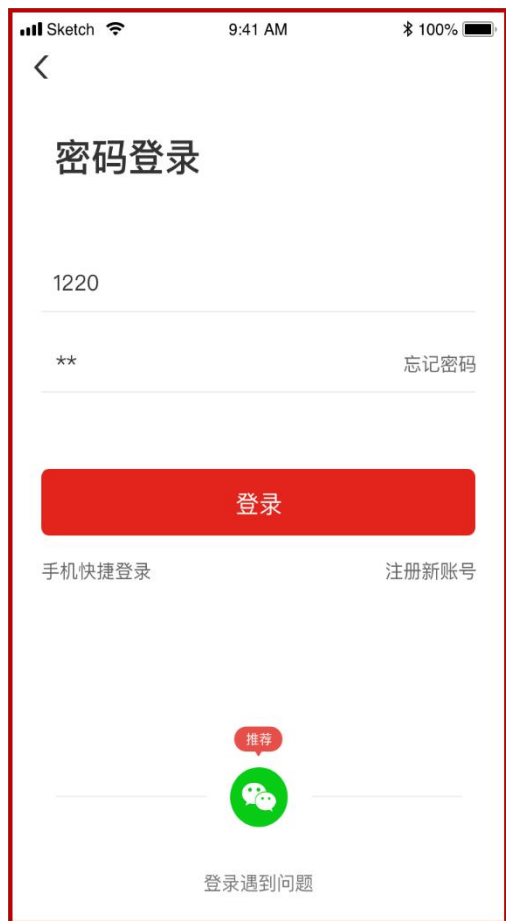 Sketch 9:41 AM 100%
密码登录
1220
** 忘记密码
登录
手机快捷登录 注册新账号
推荐
登录遇到问题